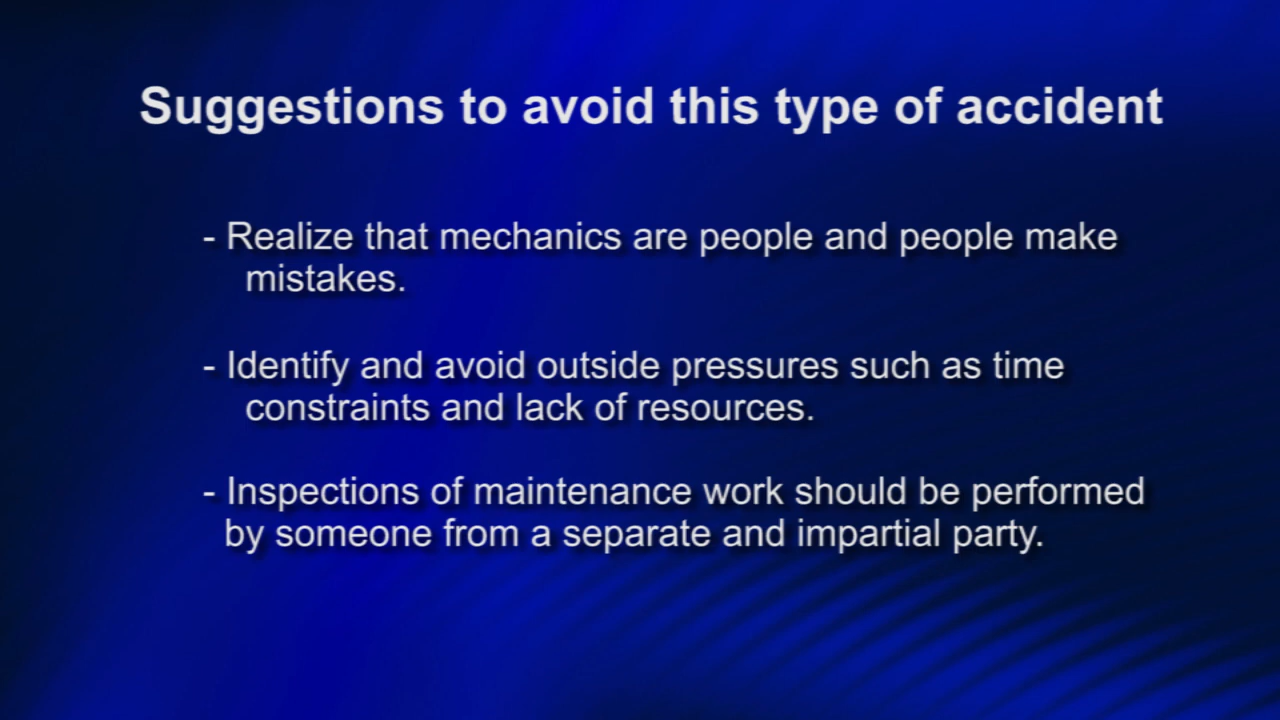 Suggestions to avoid this type of accident
- Realize that mechanics are people and people make
mistakes.
- Identify and avoid outside pressures such as time
constraints and lack of resources.
- Inspections of maintenance work should be performed
by someone from a separate and impartial party.